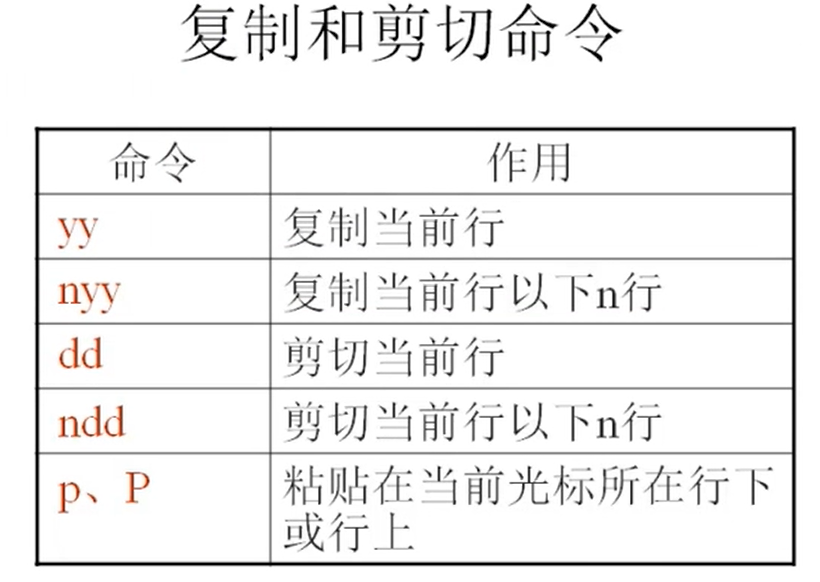 复制和剪切命令
命令 作用
yy 复制当前行
nyy 复制当前行以下n行
dd 剪切当前行
ndd 剪切当前行以下n行
p、P 粘贴在当前光标所在行下
或行上